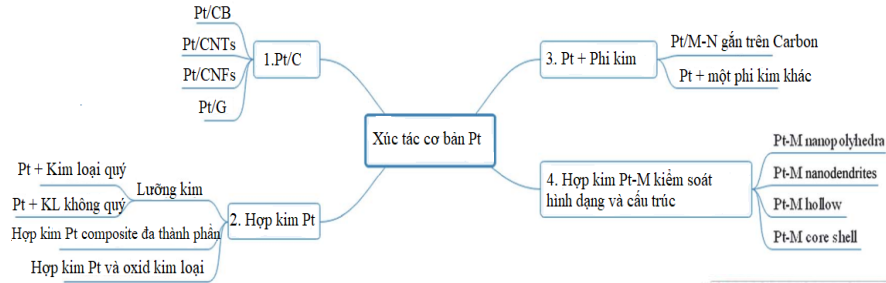 Xúc tác cơ bản Pt
1.Pt/C
Pt/CB
Pt/CNTs
Pt/CNFs
Pt/G
2. Hợp kim Pt
Lưỡng kim
Pt + Kim loại quý
Pt + KL không quý
Hợp kim Pt composite đa thành phần
Hợp kim Pt và oxid kim loại
3. Pt + Phi kim
Pt/M-N gắn trên Carbon
Pt + một phi kim khác
4. Hợp kim Pt-M kiểm soát
hình dạng và cấu trúc
Pt-M nanopolyhedra
Pt-M nanodendrites
Pt-M hollow
Pt-M core shell